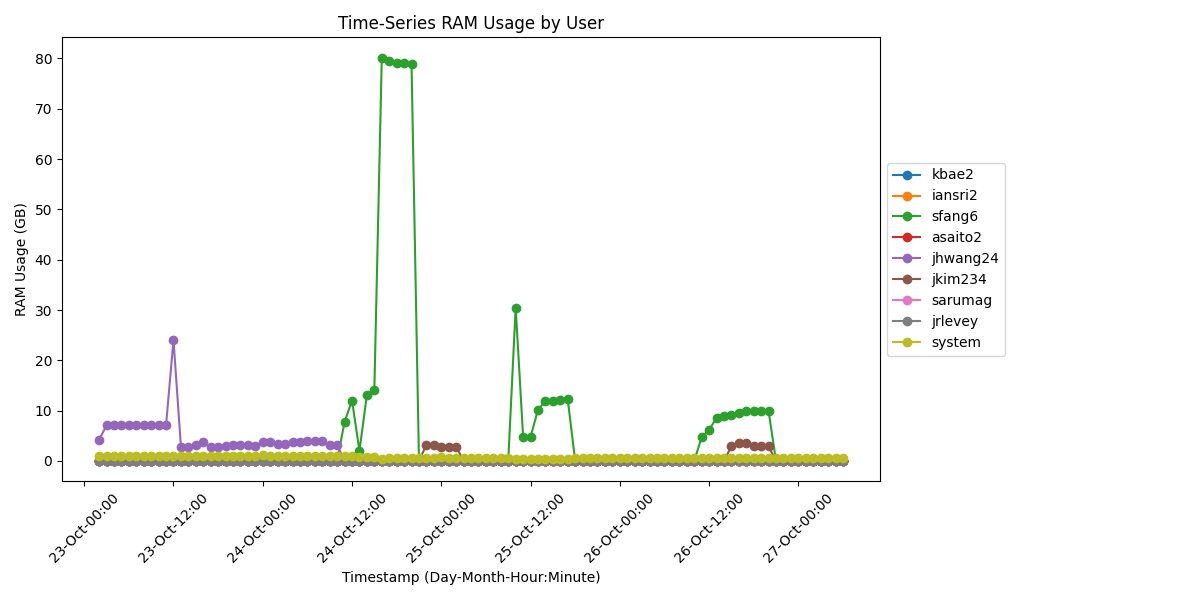 Time-Series RAM Usage by User
80
70
60
50
40
30
20
10
0
RAM Usage (GB)
23-Oct-00:00
23-Oct-12:00
24-Oct-00:00
24-Oct-12:00
25-Oct-00:00
25-Oct-12:00
26-Oct-00:00
26-Oct-12:00
27-Oct-00:00
Timestamp (Day-Month-Hour:Minute)
kbae2
iansri2
sfang6
asaito2
jhwang24
jkim234
sarumag
jrlevey
system